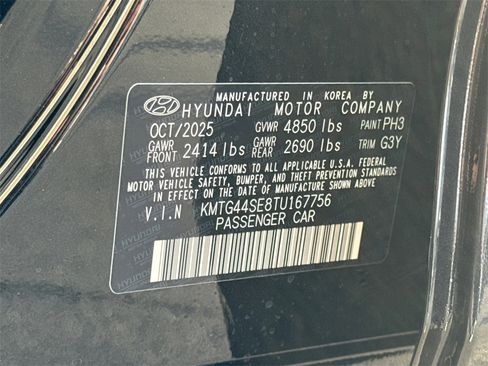 MANUFACTURED IN KOREA BY
HYUNDAI MOTOR COMPANY
OCT/2025 GVWR 4850 lbs PAINT PH3
GAWR FRONT 2414 lbs GAWR REAR 2690 lbs TRIM G3Y
THIS VEHICLE CONFORMS TO ALL APPLICABLE U.S.A. FEDERAL
MOTOR VEHICLE SAFETY, BUMPER, AND THEFT PREVENTION STANDARDS
IN EFFECT ON THE DATE OF MANUFACTURE SHOWN ABOVE.
V.I.N KMTG44SE8TU167756
PASSENGER CAR